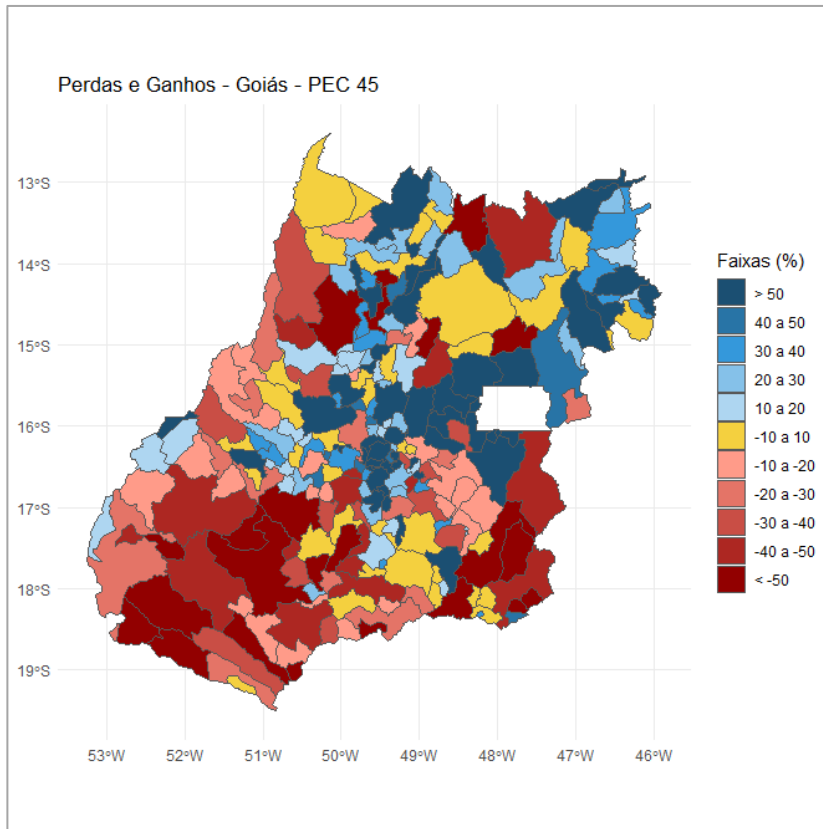 Perdas e Ganhos - Goiás - PEC 45
13°S
14°S
15°S
16°S
17°S
18°S
19°S
53°W 52°W 51°W 50°W 49°W 48°W 47°W 46°W
Faixas (%)
> 50
40 a 50
30 a 40
20 a 30
10 a 20
-10 a 10
-10 a -20
-20 a -30
-30 a -40
-40 a -50
< -50